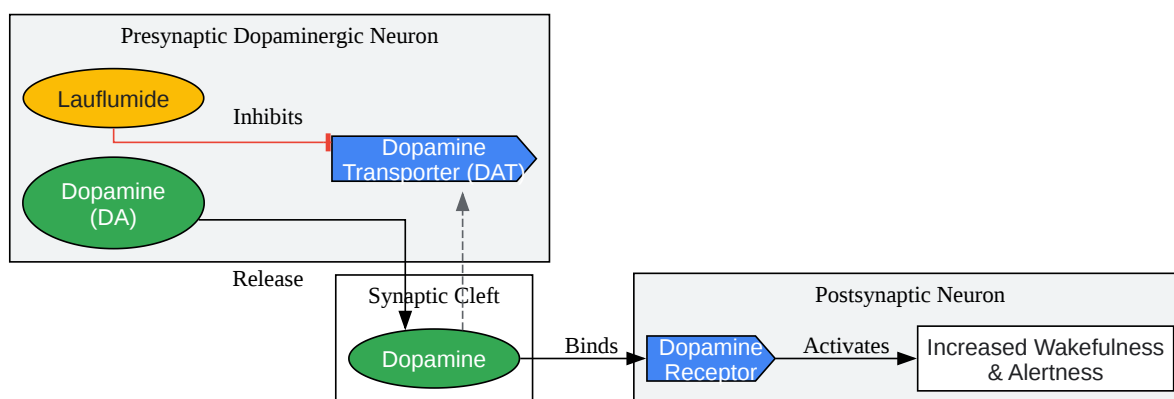 Presynaptic Dopaminergic Neuron
Lauflumide
Inhibits
Dopamine
Transporter (DAT)
Dopamine
(DA)
Release
Synaptic Cleft
Dopamine
Binds
Postsynaptic Neuron
Dopamine
Receptor
Activates
Increased Wakefulness
& Alertness